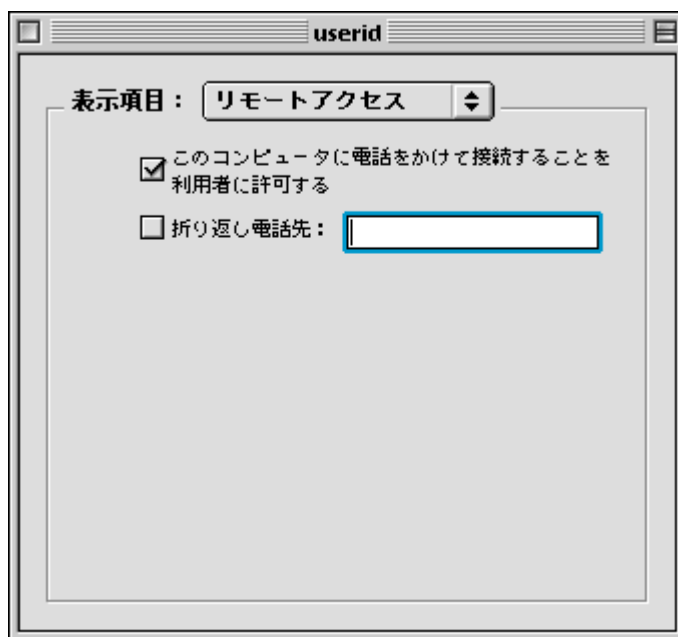 userid
表示項目： リモートアクセス
このコンピュータに電話をかけて接続することを
利用者に許可する
折り返し電話先：